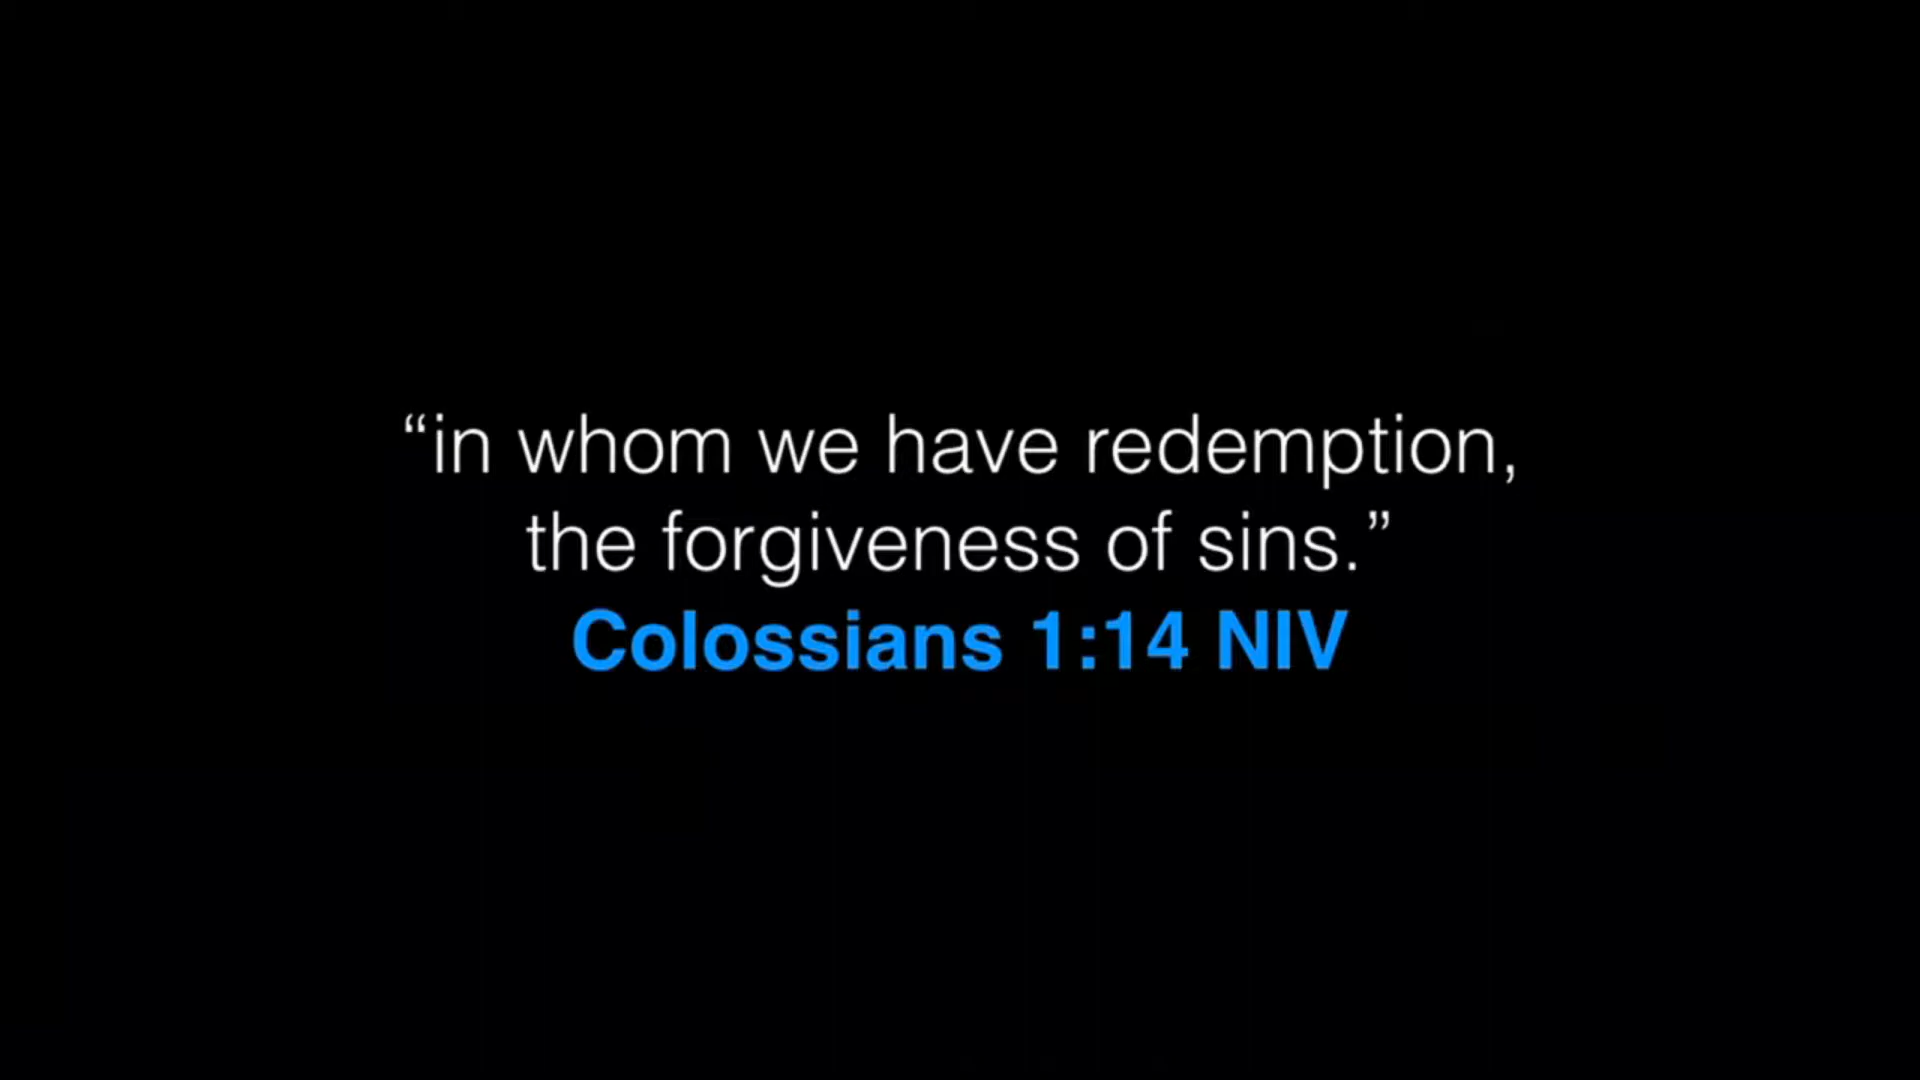 “in whom we have redemption,
the forgiveness of sins.”
Colossians 1:14 NIV